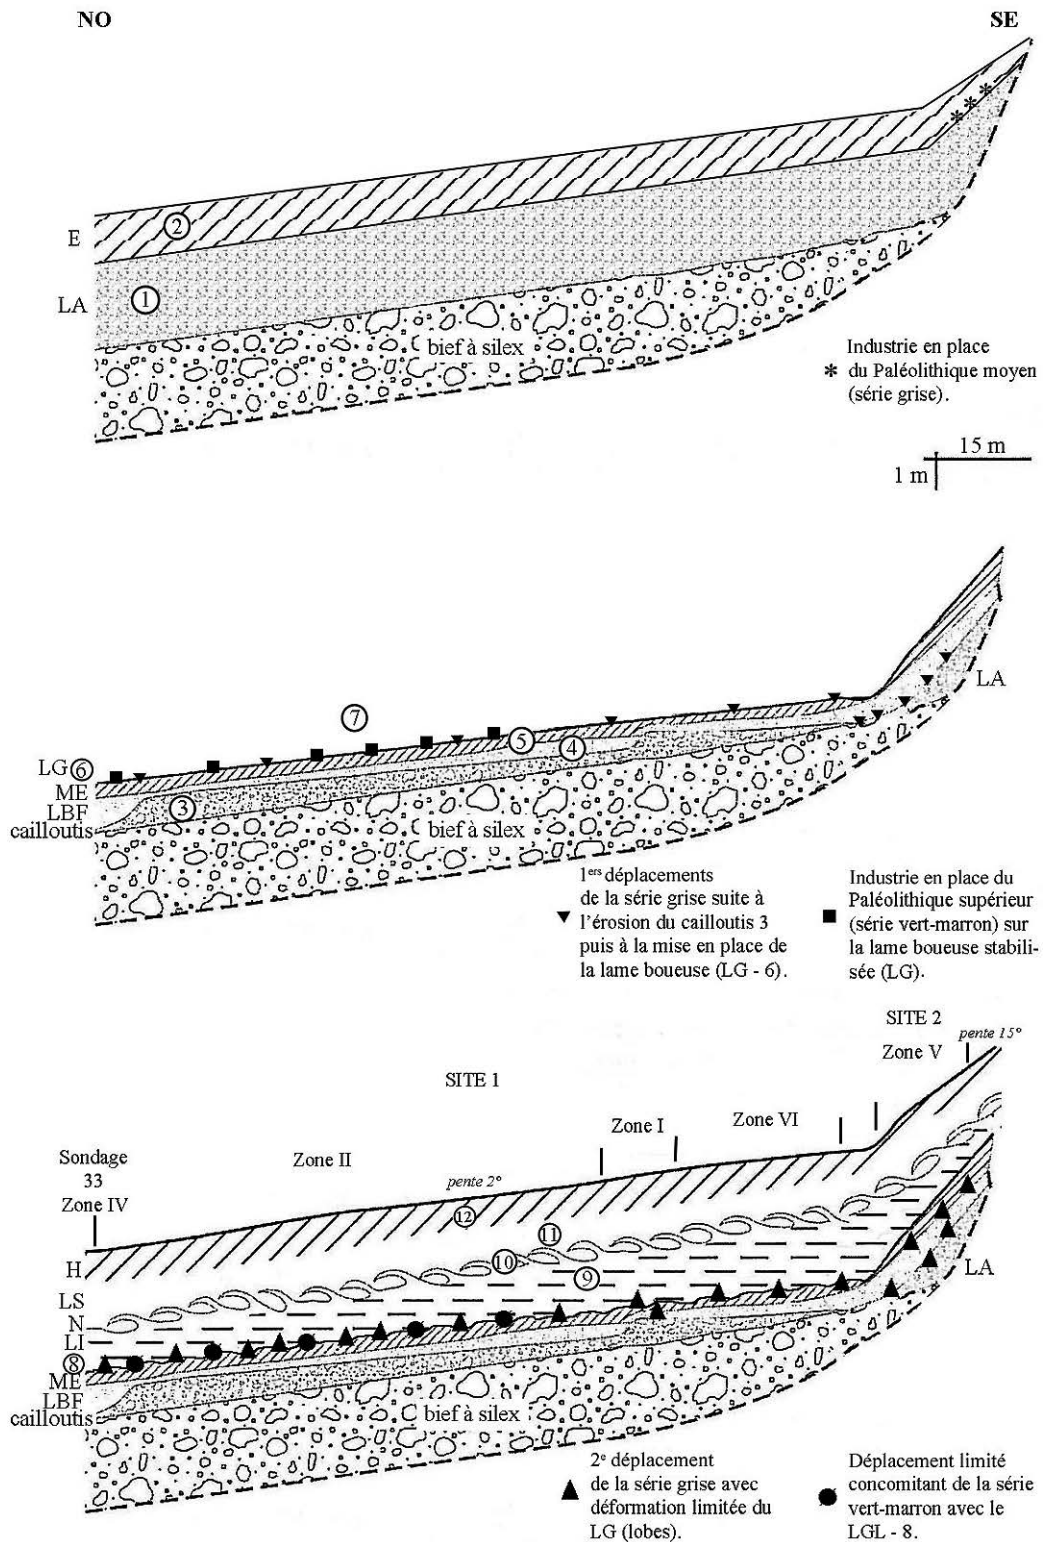 NO
SE
②
E
①
LA
bief à silex
Industrie en place
* du Paléolithique moyen
(série grise).
15 m
1 m
⑦
LA
LG ⑥
⑤
④
ME
LBF
③
cailloutis
bief à silex
1ers déplacements
de la série grise suite à
l'érosion du cailloutis 3
puis à la mise en place de
la lame boueuse (LG - 6).
Industrie en place du
Paléolithique supérieur
(série vert-marron) sur
la lame boueuse stabili-
sée (LG).
SITE 2
pente 15°
Zone V
SITE 1
Zone VI
Zone I
Zone II
Sondage
33
Zone IV
pente 2°
⑫
⑪
⑩
⑨
H
LS
N
LI
LA
⑧
ME
LBF
cailloutis
bief à silex
2e déplacement
de la série grise avec
déformation limitée du
LG (lobes).
Déplacement limité
concomitant de la série
vert-marron avec le
LGL - 8.